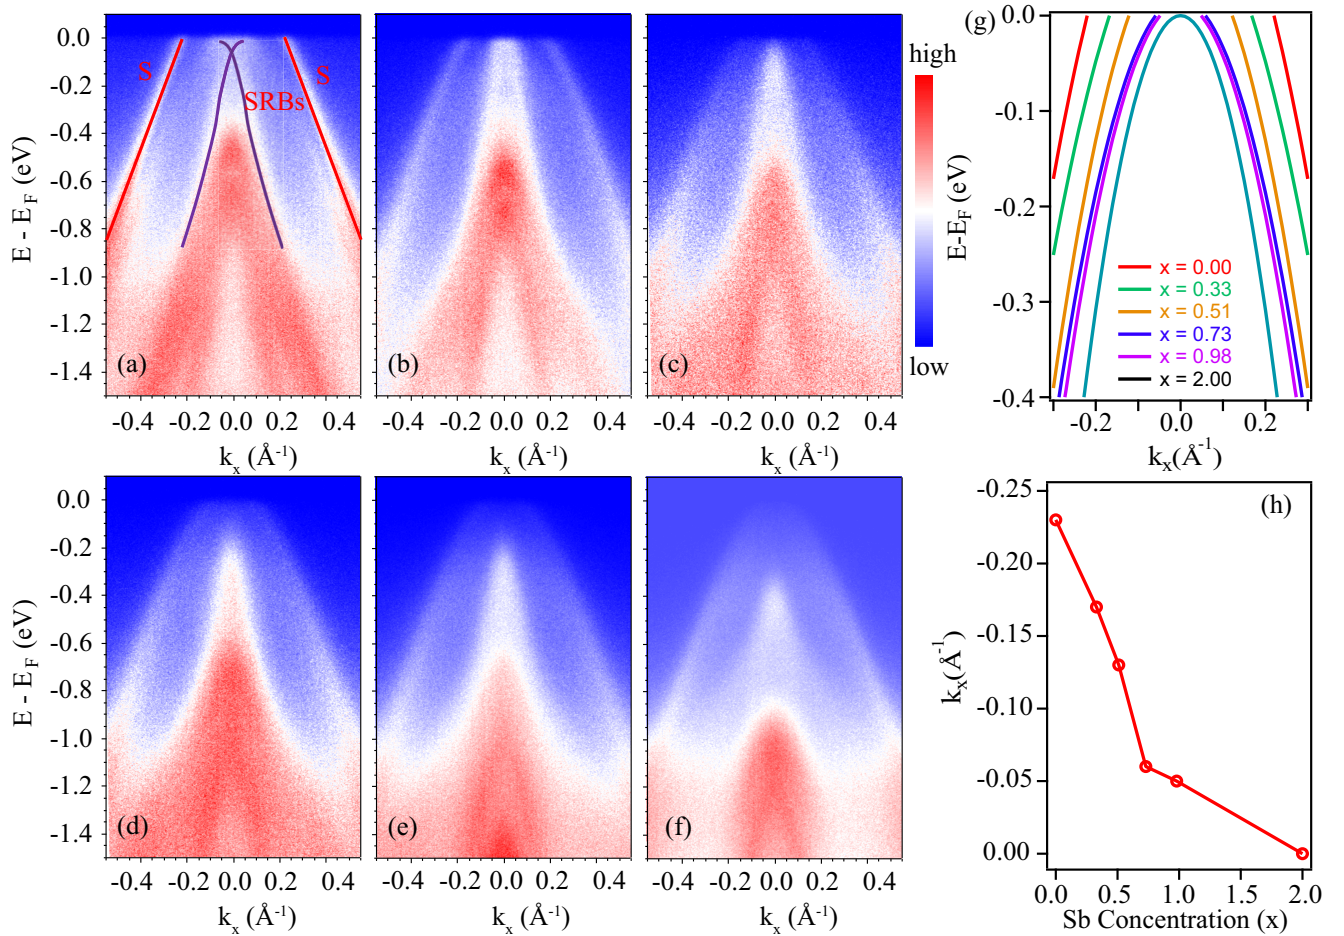 0.0
-0.2
-0.4
-0.6
-0.8
-1.0
-1.2
-1.4
E - E_F (eV)
S
S
SRBs
(a)
-0.4 -0.2 0.0 0.2 0.4
k_x (Å⁻¹)
(b)
-0.4 -0.2 0.0 0.2 0.4
k_x (Å⁻¹)
(c)
-0.4 -0.2 0.0 0.2 0.4
k_x (Å⁻¹)
high
low
(g)
E-E_F (eV)
0.0
-0.1
-0.2
-0.3
-0.4
x = 0.00
x = 0.33
x = 0.51
x = 0.73
x = 0.98
x = 2.00
-0.2 0.0 0.2
k_x(Å⁻¹)
0.0
-0.2
-0.4
-0.6
-0.8
-1.0
-1.2
-1.4
E - E_F (eV)
(d)
-0.4 -0.2 0.0 0.2 0.4
k_x (Å⁻¹)
(e)
-0.4 -0.2 0.0 0.2 0.4
k_x (Å⁻¹)
(f)
-0.4 -0.2 0.0 0.2 0.4
k_x (Å⁻¹)
(h)
k_x(Å⁻¹)
-0.25
-0.20
-0.15
-0.10
-0.05
0.00
0.0 0.5 1.0 1.5 2.0
Sb Concentration (x)